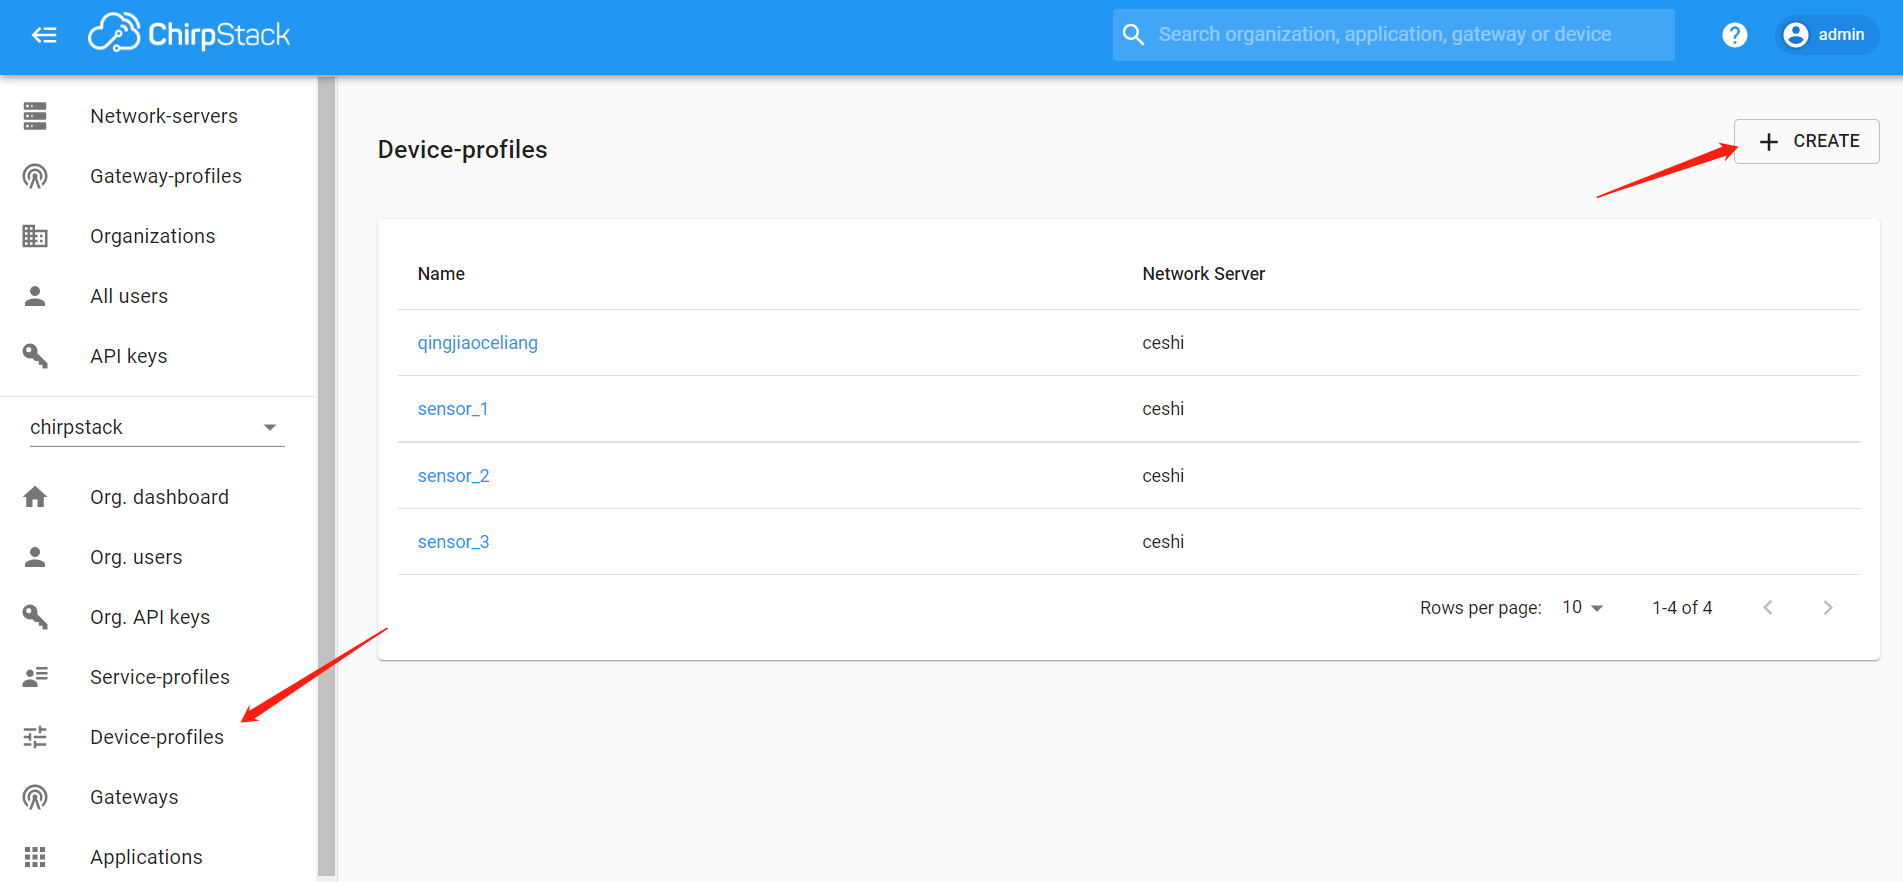 ChirpStack
Search organization, application, gateway or device
?
admin
Network-servers
Gateway-profiles
Organizations
All users
API keys
chirpstack
Org. dashboard
Org. users
Org. API keys
Service-profiles
Device-profiles
Gateways
Applications
Device-profiles
+ CREATE
Name Network Server
qingjiaoceliang ceshi
sensor_1 ceshi
sensor_2 ceshi
sensor_3 ceshi
Rows per page: 10 1-4 of 4